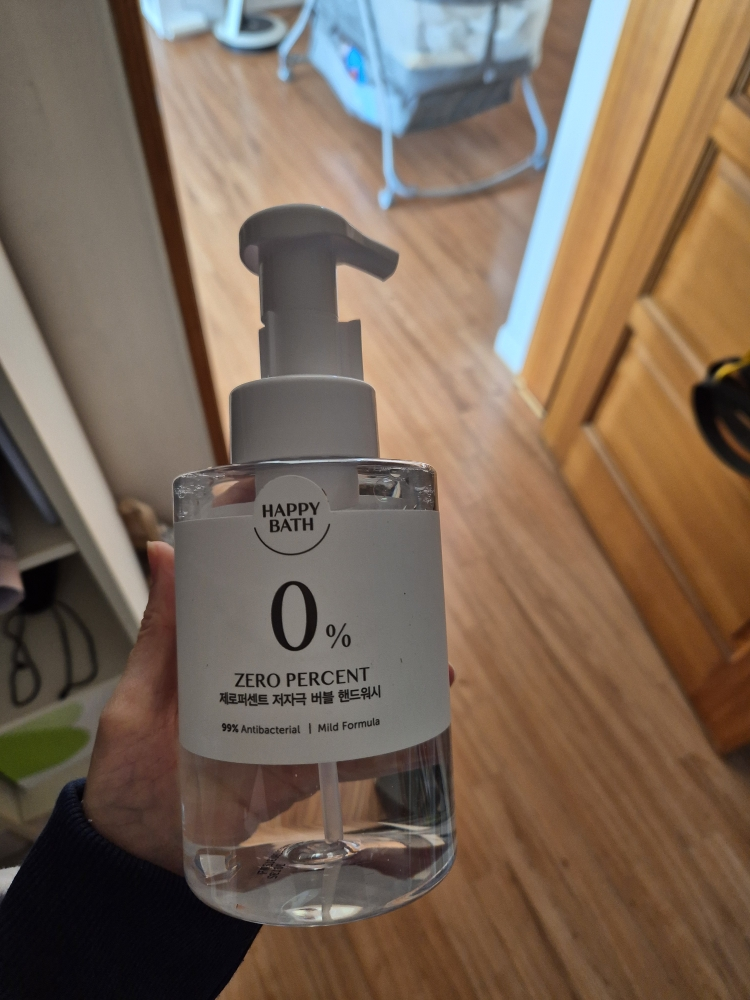 HAPPY
BATH
0%
ZERO PERCENT
제로퍼센트 저자극 버블 핸드워시
99% Antibacterial | Mild Formula